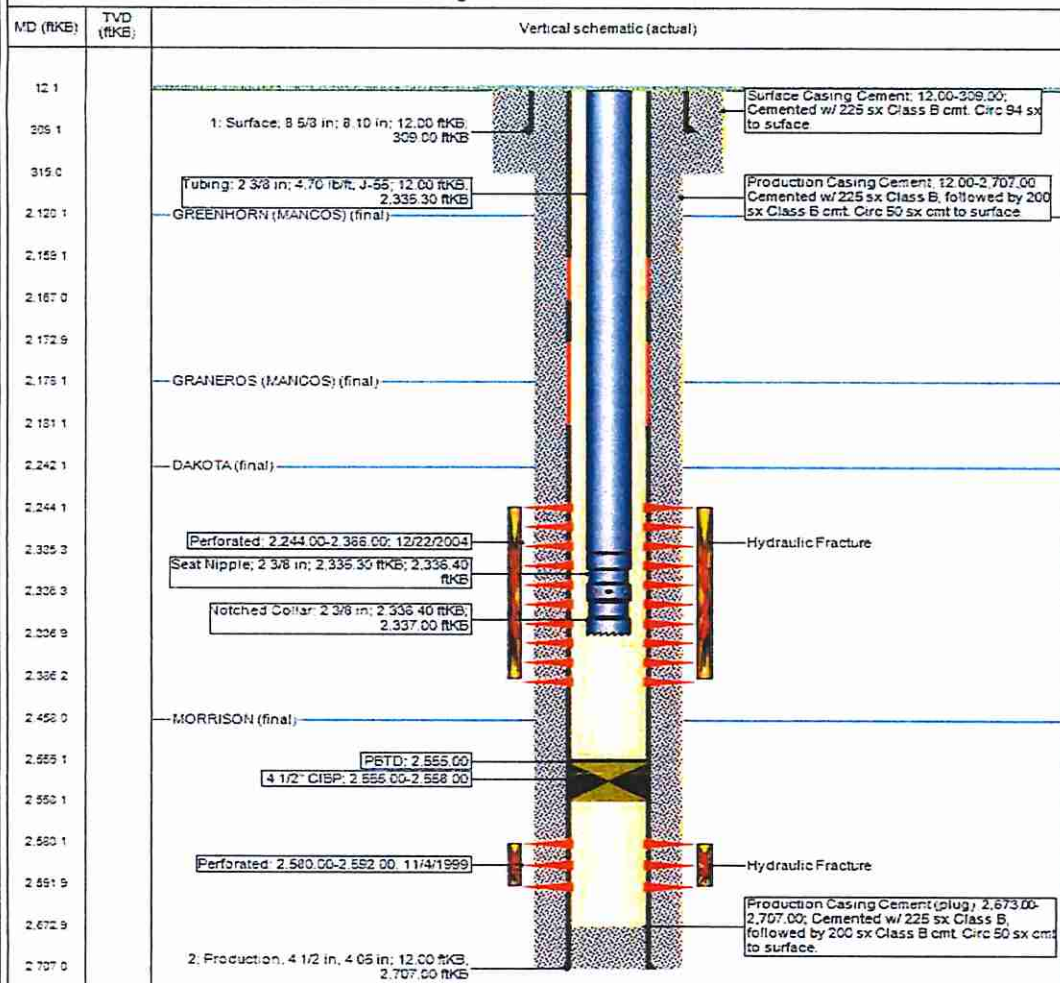 MD (ftKB)
TVD
(ftKB)
Vertical schematic (actual)
12.1
309.1
315.0
2,120.1
2,159.1
2,167.0
2,172.9
2,178.1
2,181.1
2,242.1
2,244.1
2,335.3
2,336.3
2,336.9
2,386.2
2,458.0
2,555.1
2,558.1
2,580.1
2,591.9
2,672.9
2,707.0
1; Surface; 8 5/8 in; 8.10 in; 12.00 ftKB;
309.00 ftKB
Surface Casing Cement; 12.00-309.00;
Cemented w/ 225 sx Class B cmt. Circ 94 sx
to suface
Tubing; 2 3/8 in; 4.70 lb/ft; J-55; 12.00 ftKB;
2,335.30 ftKB
Production Casing Cement; 12.00-2,707.00
Cemented w/ 225 sx Class B, followed by 200
sx Class B cmt. Circ 50 sx cmt to surface
GREENHORN (MANCOS) (final)
GRANEROS (MANCOS) (final)
DAKOTA (final)
Perforated; 2,244.00-2,386.00; 12/22/2004
Hydraulic Fracture
Seat Nipple; 2 3/8 in; 2,335.30 ftKB; 2,336.40
ftKB
Notched Collar; 2 3/8 in; 2,336.40 ftKB;
2,337.00 ftKB
MORRISON (final)
PBTD; 2,555.00
4 1/2" CIBP; 2,555.00-2,558.00
Perforated; 2,580.00-2,592.00; 11/4/1999
Hydraulic Fracture
Production Casing Cement (plug) 2,673.00-
2,707.00; Cemented w/ 225 sx Class B,
followed by 200 sx Class B cmt. Circ 50 sx cmt
to surface.
2; Production; 4 1/2 in; 4.05 in; 12.00 ftKB;
2,707.00 ftKB